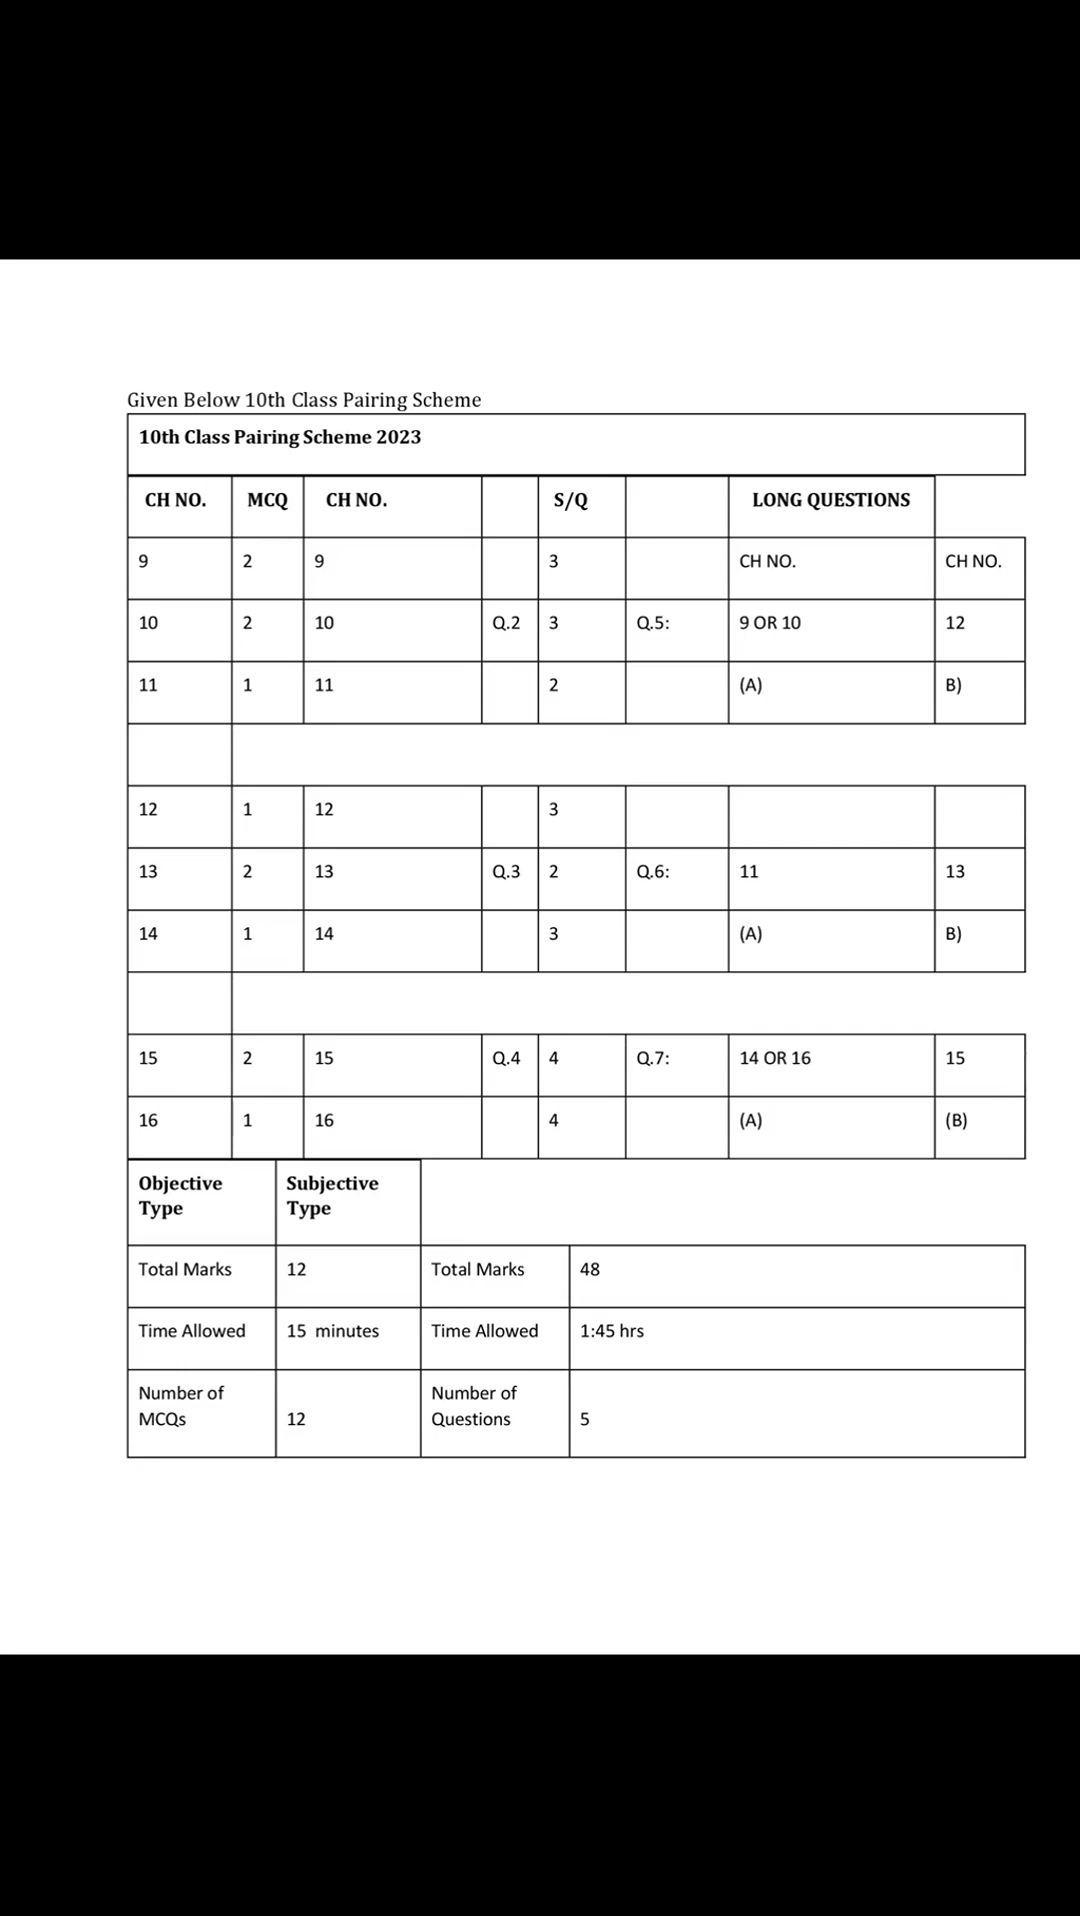 Given Below 10th Class Pairing Scheme
10th Class Pairing Scheme 2023
CH NO. MCQ CH NO. S/Q LONG QUESTIONS
9 2 9 3 CH NO. CH NO.
10 2 10 Q.2 3 Q.5: 9 OR 10 12
11 1 11 2 (A) B)
12 1 12 3
13 2 13 Q.3 2 Q.6: 11 13
14 1 14 3 (A) B)
15 2 15 Q.4 4 Q.7: 14 OR 16 15
16 1 16 4 (A) (B)
Objective Subjective
Type Type
Total Marks 12 Total Marks 48
Time Allowed 15 minutes Time Allowed 1:45 hrs
Number of Number of
MCQs 12 Questions 5